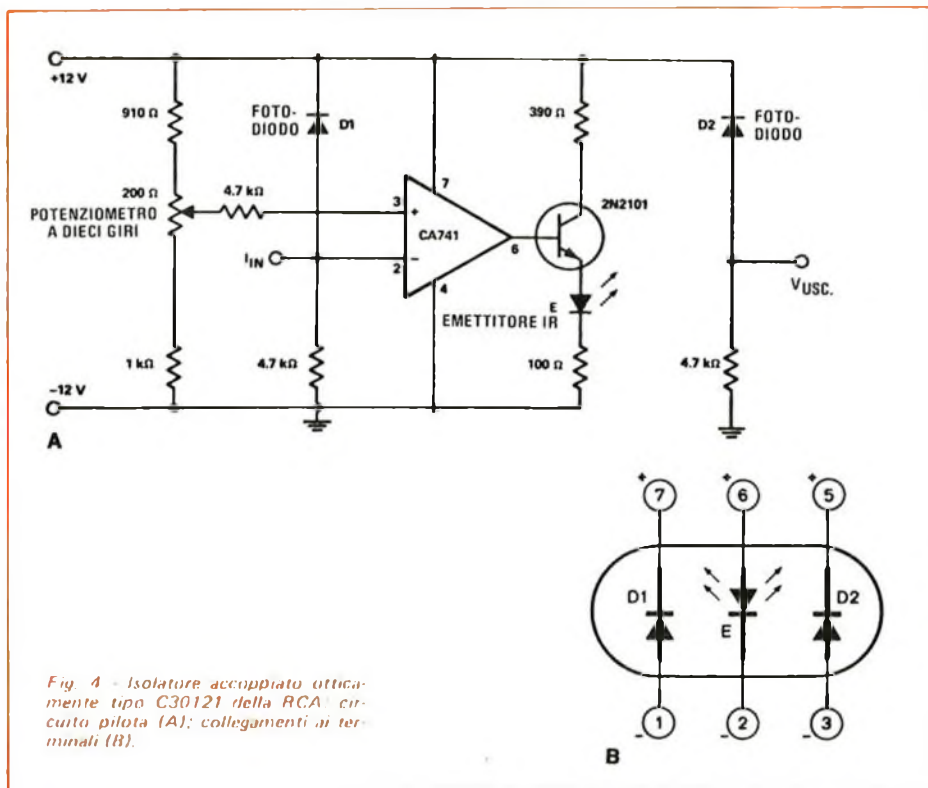 +12 V
910 Ω
FOTO-
DIODO
D1
390 Ω
D2
FOTO-
DIODO
200 Ω
4.7 kΩ
POTENZIOMETRO
A DIECI GIRI
7
3
+
CA741
2N2101
6
I IN
−
2
4
E
EMETTITORE IR
V USC.
1 kΩ
4.7 kΩ
100 Ω
4.7 kΩ
−12 V
A
+ 7
+ 6
+ 5
D1
E
D2
− 1
− 2
− 3
B
Fig. 4 - Isolatore accoppiato ottica-
mente tipo C30121 della RCA: cir-
cuito pilota (A); collegamenti ai ter-
minali (B).